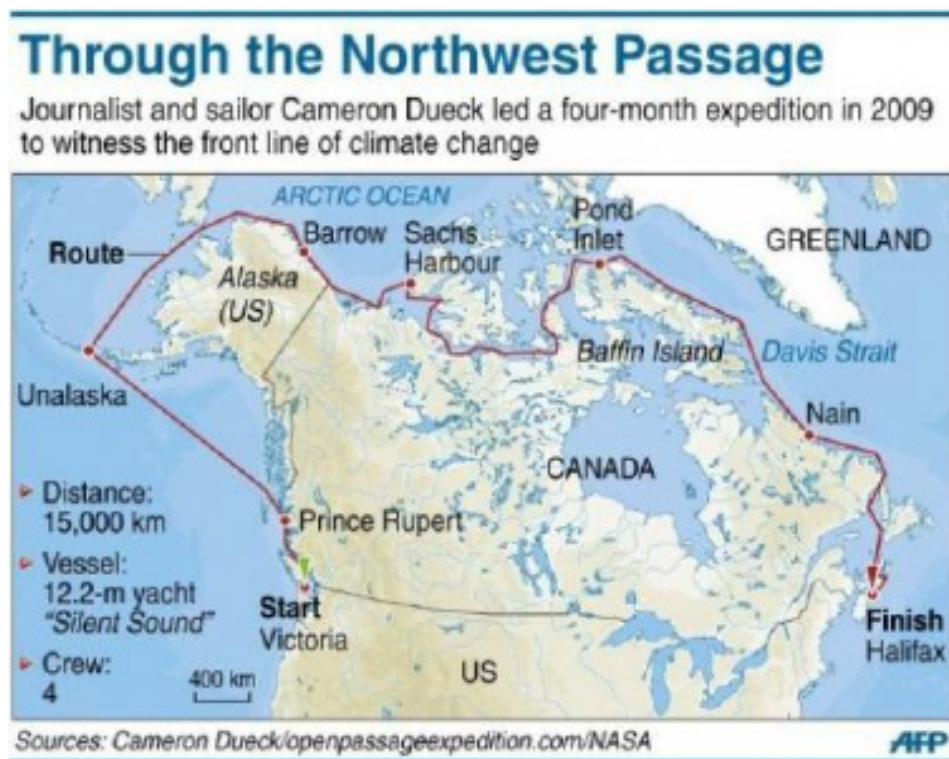 Through the Northwest Passage
Journalist and sailor Cameron Dueck led a four-month expedition in 2009
to witness the front line of climate change
ARCTIC OCEAN
Route
Barrow
Sachs
Harbour
Pond
Inlet
GREENLAND
Alaska
(US)
Baffin Island
Davis Strait
Unalaska
Nain
CANADA
Distance:
15,000 km
Prince Rupert
Vessel:
12.2-m yacht
"Silent Sound"
Start
Victoria
Finish
Halifax
Crew:
4
400 km
US
Sources: Cameron Dueck/openpassageexpedition.com/NASA
AFP